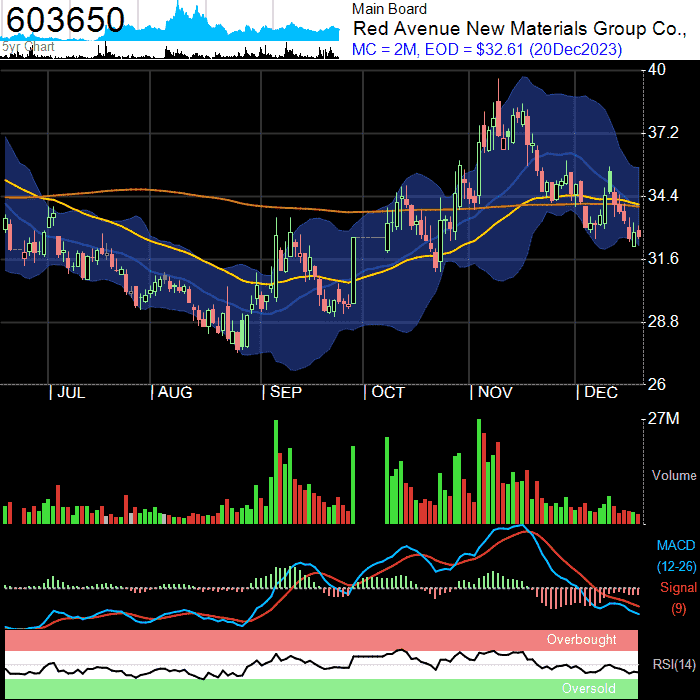 603650
5yr Chart
Main Board
Red Avenue New Materials Group Co.,
MC = 2M, EOD = $32.61 (20Dec2023)
40
37.2
34.4
31.6
28.8
26
| JUL | AUG | SEP | OCT | NOV | DEC
27M
Volume
MACD
(12-26)
Signal
(9)
Overbought
RSI(14)
Oversold